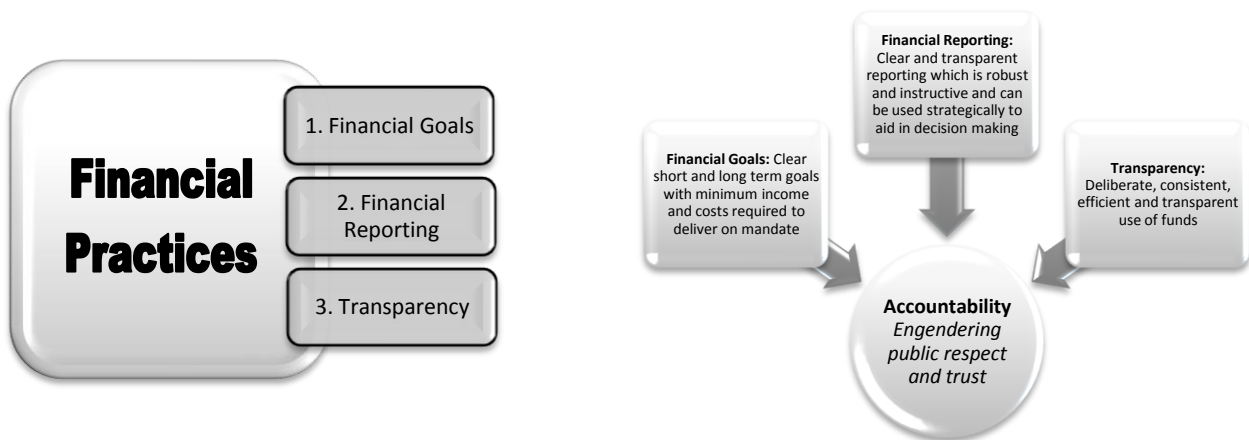 Financial
Practices
1. Financial Goals
2. Financial
Reporting
3. Transparency
Financial Reporting:
Clear and transparent
reporting which is robust
and instructive and can
be used strategically to
aid in decision making
Financial Goals: Clear
short and long term goals
with minimum income
and costs required to
deliver on mandate
Transparency:
Deliberate, consistent,
efficient and transparent
use of funds
Accountability
Engendering
public respect
and trust